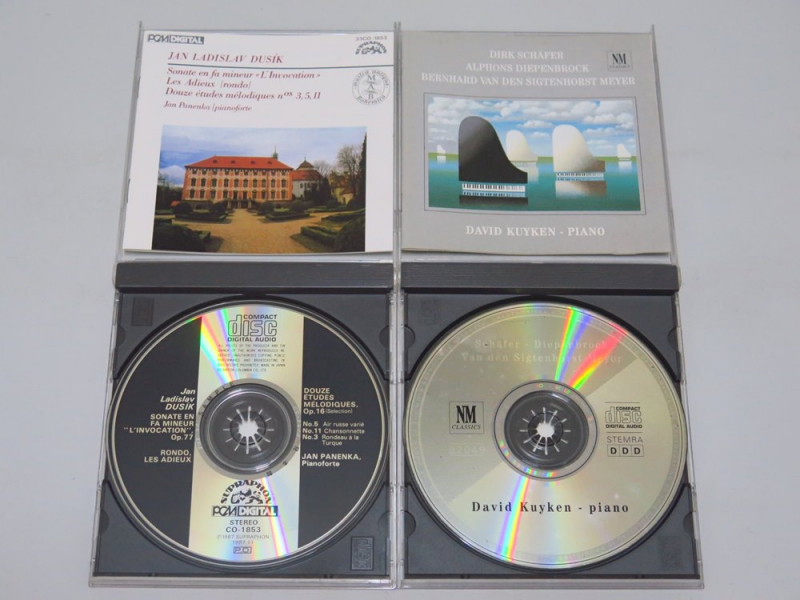 PCM DIGITAL
33CO-1853
JAN LADISLAV DUSÍK
Sonate en fa mineur «L'Invocation»
Les Adieux (rondo)
Douze études mélodiques nos 3, 5, 11
Jan Panenka/pianoforte
DIRK SCHÄFER
ALPHONS DIEPENBROCK
BERNHARD VAN DEN SIGTENHORST MEYER
NM
CLASSICS
DAVID KUYKEN - PIANO
COMPACT
disc
DIGITAL AUDIO
Jan
Ladislav
DUSÍK
SONATE EN
FA MINEUR
"L'INVOCATION",
Op.77
RONDO,
LES ADIEUX
DOUZE
ETUDES
MÉLODIQUES,
Op.16 (Selection)
No.5 Air russe varié
No.11 Chansonnette
No.3 Rondeau à la
Turque
JAN PANENKA,
Pianoforte
SUPRAPHON
PCM DIGITAL
STEREO
CO-1853
Schäfer - Diepenbrock
Van den Sigtenhorst Meyer
NM
CLASSICS
COMPACT
disc
DIGITAL AUDIO
STEMRA
DDD
David Kuyken - piano